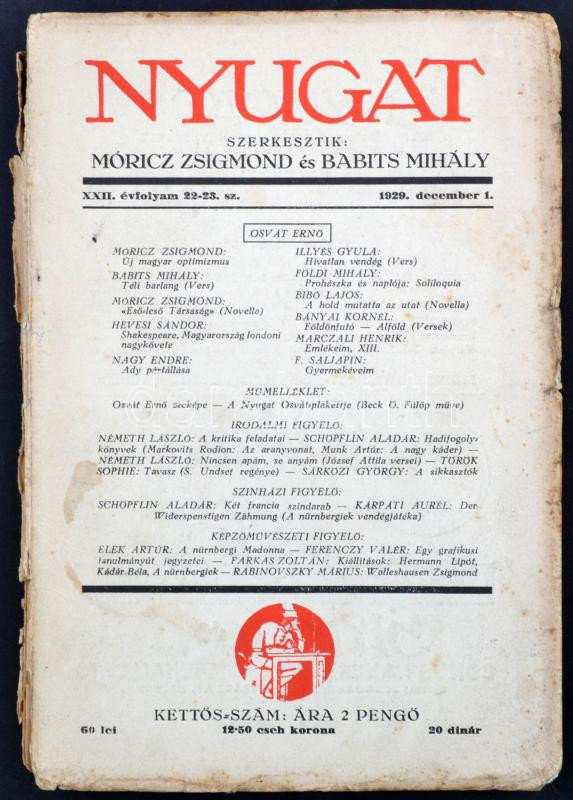 NYUGAT
SZERKESZTIK:
MÓRICZ ZSIGMOND és BABITS MIHÁLY
XXII. évfolyam 22-23. sz. 1929. december 1.
OSVÁT ERNŐ
MÓRICZ ZSIGMOND:
Új magyar optimizmus
BABITS MIHÁLY:
Téli barlang (Vers)
MÓRICZ ZSIGMOND:
«Eső-leső Társaság» (Novella)
HEVESI SÁNDOR:
Shakespeare, Magyarország londoni
nagykövete
NAGY ENDRE:
Ady pártállása
ILLYÉS GYULA:
Hívatlan vendég (Vers)
FÖLDI MIHÁLY:
Prohászka és naplója: Soliloquia
BIBÓ LAJOS:
A hold mutatta az utat (Novella)
BÁNYAI KORNÉL:
Földönfutó — Alföld (Versek)
MARCZALI HENRIK:
Emlékeim, XIII.
F. SALJAPIN:
Gyermekéveim
MŰMELLÉKLET:
Osvát Ernő arcképe — A Nyugat Osvát-plakettje (Beck Ö. Fülöp műve)
IRODALMI FIGYELŐ:
NÉMETH LÁSZLÓ: A kritika feladatai — SCHÖPFLIN ALADÁR: Hadifogoly-
könyvek (Markovits Rodion: Az aranyvonat, Munk Artúr: A nagy káder) —
NÉMETH LÁSZLÓ: Nincsen apám, se anyám (József Attila versei) — TÖRÖK
SOPHIE: Tavasz (S. Undset regénye) — SÁRKÖZI GYÖRGY: A sikkasztók
SZINHÁZI FIGYELŐ:
SCHÖPFLIN ALADÁR: Két francia színdarab — KÁRPÁTI AURÉL: Der
Widerspenstigen Zähmung (A nürnbergiek vendégjátéka)
KÉPZŐMŰVÉSZETI FIGYELŐ:
ELEK ARTÚR: A nürnbergi Madonna — FERENCZY VALÉR: Egy grafikusi
tanulmányút jegyzetei — FARKAS ZOLTÁN: Kiállítások: Hermann Lipót,
Kádár Béla, A nürnbergiek — RABINOVSZKY MÁRIUS: Walleshausen Zsigmond
KETTŐS-SZÁM: ÁRA 2 PENGŐ
60 lei 12·50 cseh korona 20 dinár